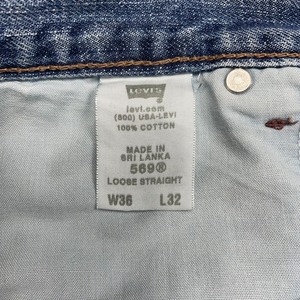 LEVI'S
levi.com
(800) USA-LEVI
100% COTTON
MADE IN
SRI LANKA
569®
LOOSE STRAIGHT
W36 L32